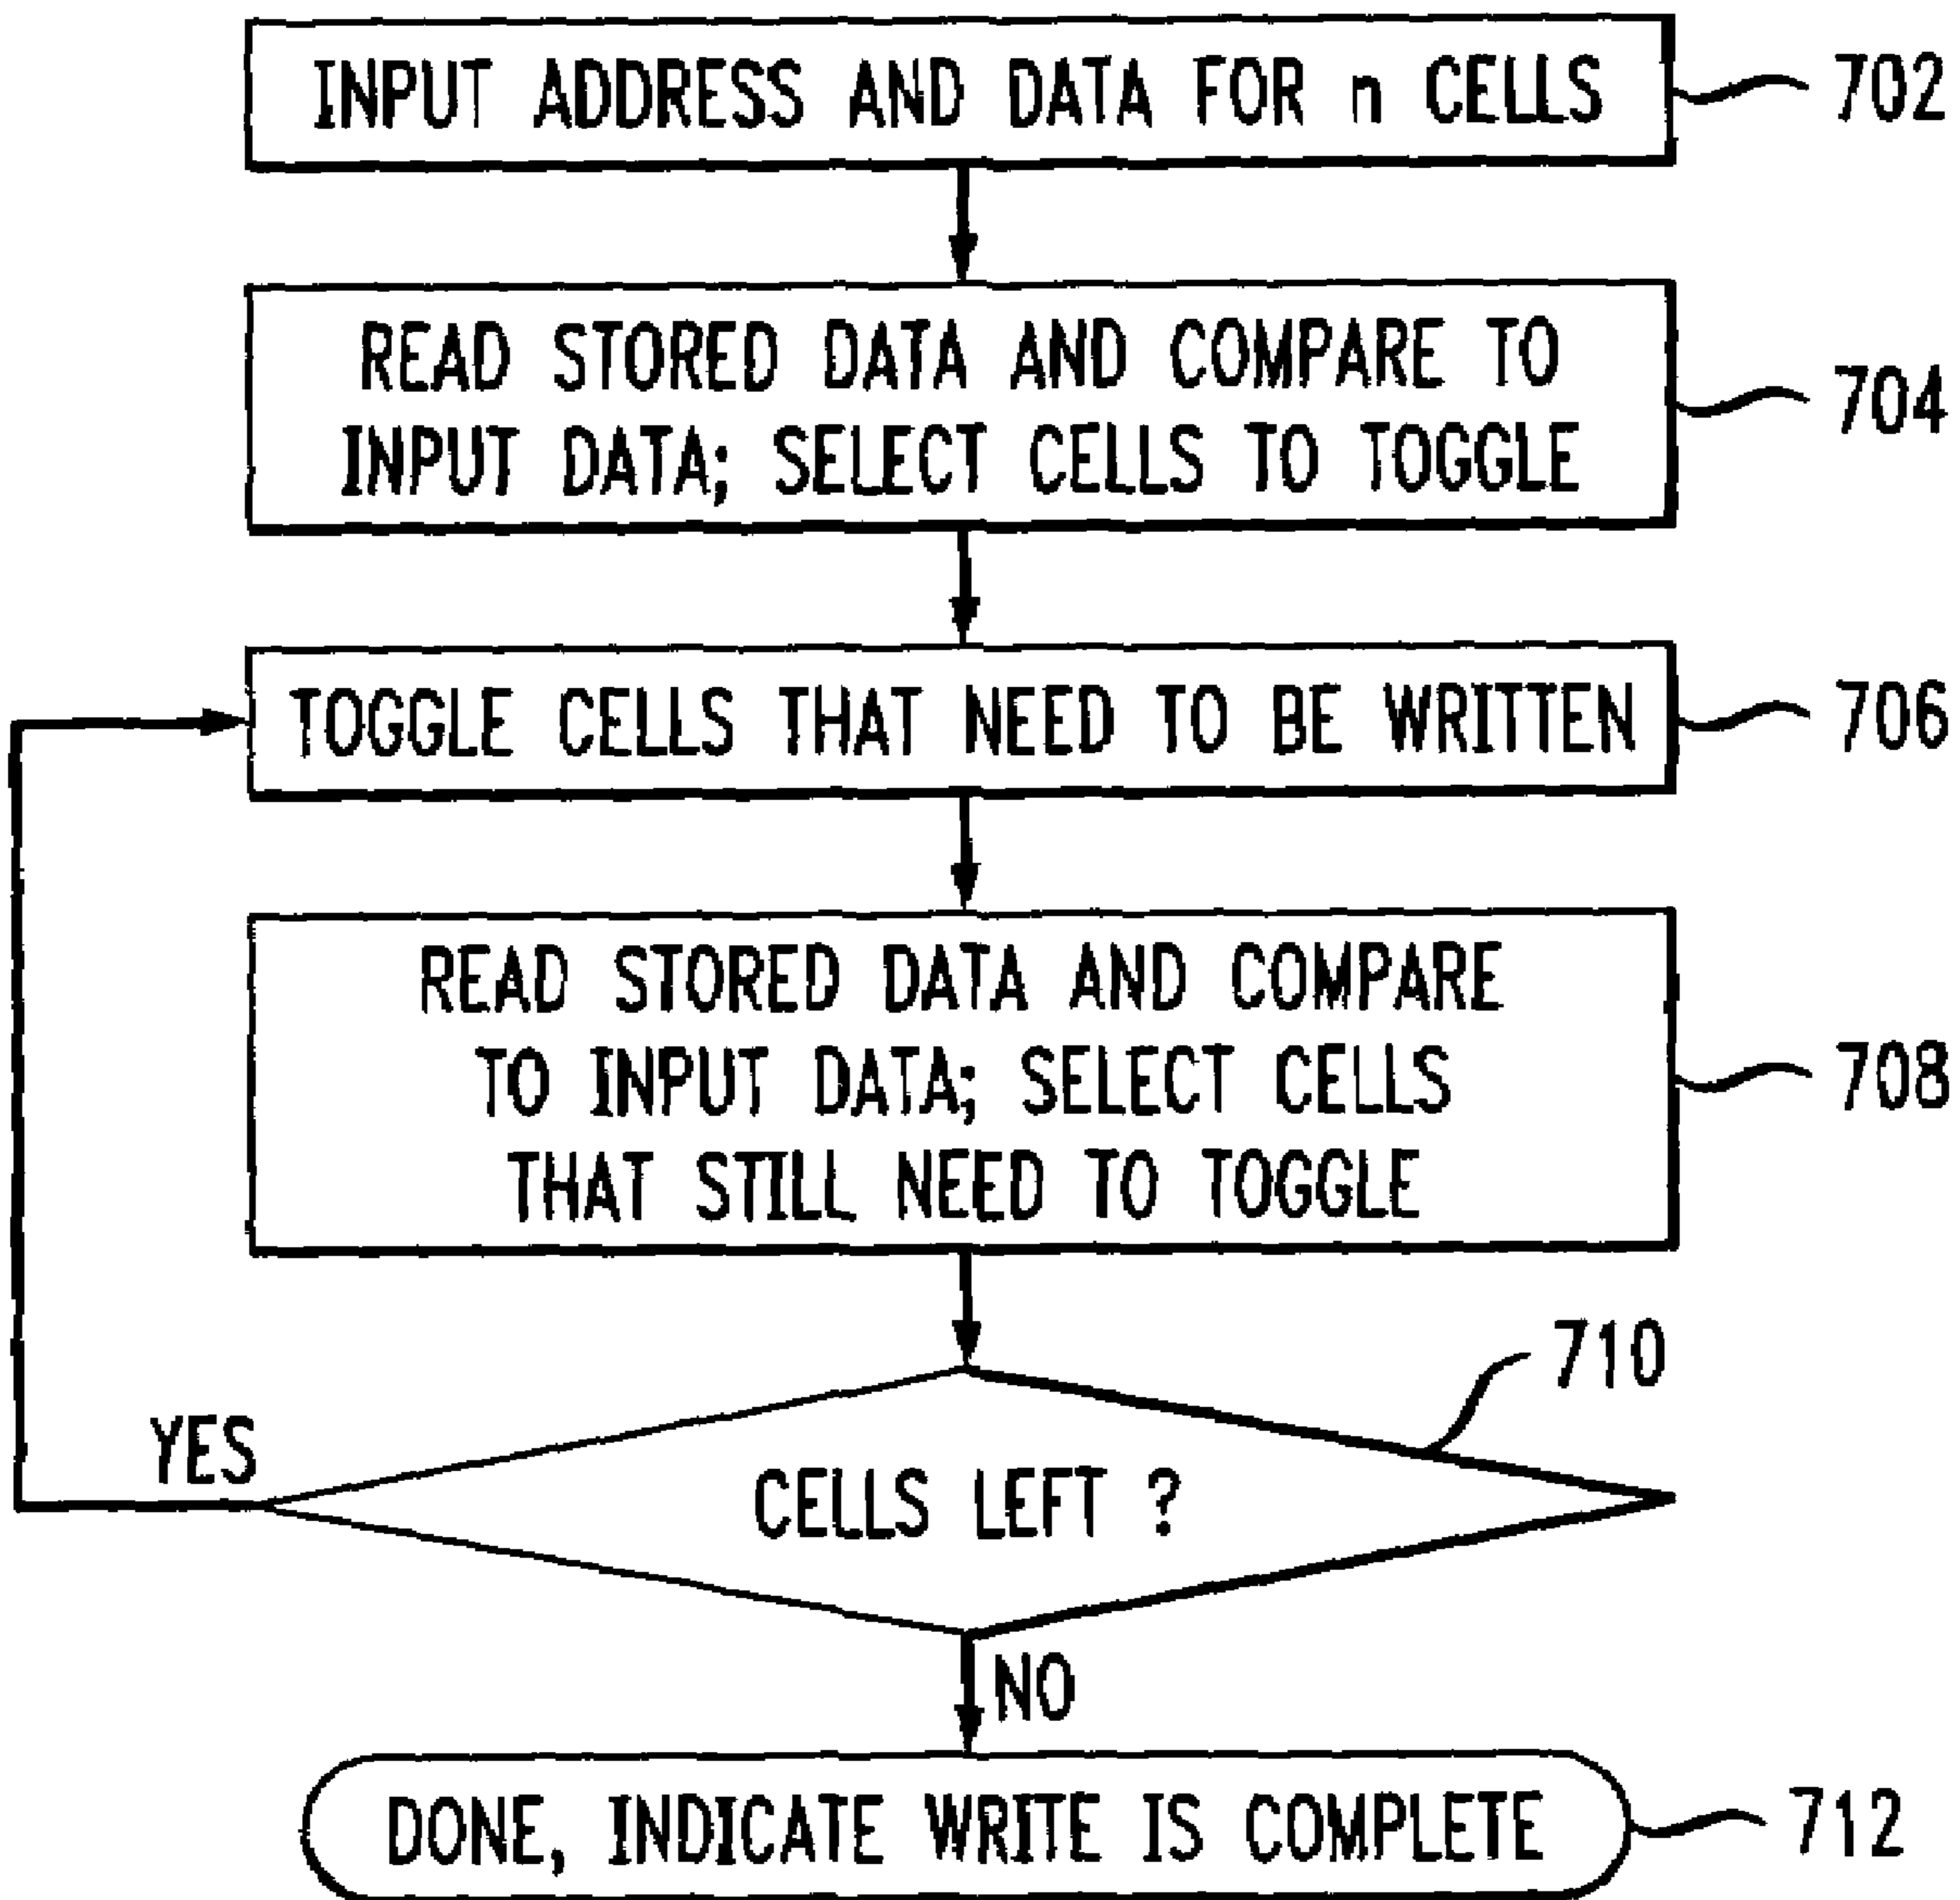 INPUT ADDRESS AND DATA FOR n CELLS
702
READ STORED DATA AND COMPARE TO
INPUT DATA; SELECT CELLS TO TOGGLE
704
TOGGLE CELLS THAT NEED TO BE WRITTEN
706
READ STORED DATA AND COMPARE
TO INPUT DATA; SELECT CELLS
THAT STILL NEED TO TOGGLE
708
710
YES
CELLS LEFT ?
NO
DONE, INDICATE WRITE IS COMPLETE
712